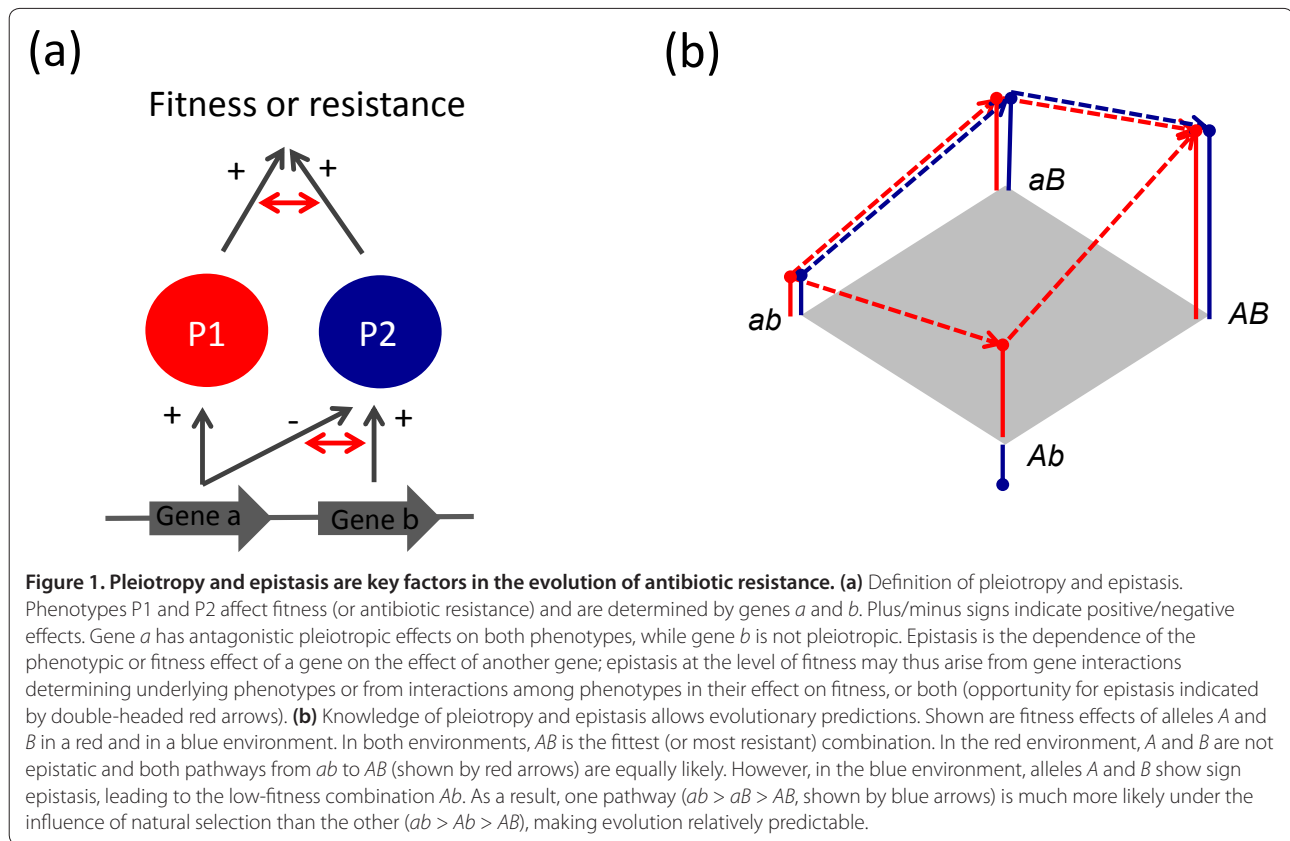 (a)
Fitness or resistance
+ +
P1 P2
+ - +
Gene a Gene b
(b)
aB
ab
AB
Ab
Figure 1. Pleiotropy and epistasis are key factors in the evolution of antibiotic resistance. (a) Definition of pleiotropy and epistasis.
Phenotypes P1 and P2 affect fitness (or antibiotic resistance) and are determined by genes a and b. Plus/minus signs indicate positive/negative
effects. Gene a has antagonistic pleiotropic effects on both phenotypes, while gene b is not pleiotropic. Epistasis is the dependence of the
phenotypic or fitness effect of a gene on the effect of another gene; epistasis at the level of fitness may thus arise from gene interactions
determining underlying phenotypes or from interactions among phenotypes in their effect on fitness, or both (opportunity for epistasis indicated
by double-headed red arrows). (b) Knowledge of pleiotropy and epistasis allows evolutionary predictions. Shown are fitness effects of alleles A and
B in a red and in a blue environment. In both environments, AB is the fittest (or most resistant) combination. In the red environment, A and B are not
epistatic and both pathways from ab to AB (shown by red arrows) are equally likely. However, in the blue environment, alleles A and B show sign
epistasis, leading to the low-fitness combination Ab. As a result, one pathway (ab > aB > AB, shown by blue arrows) is much more likely under the
influence of natural selection than the other (ab > Ab > AB), making evolution relatively predictable.